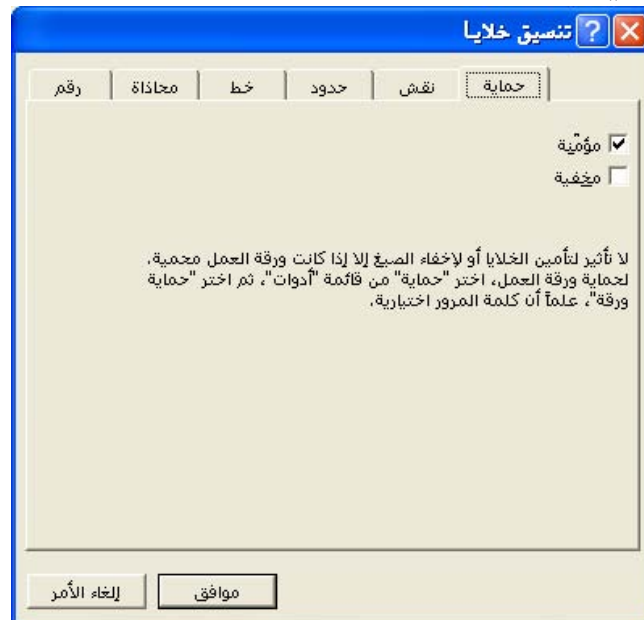 تنسيق خلايا
حماية نقش حدود خط محاذاة رقم
مؤمّنة
مخفية
لا تأثير لتأمين الخلايا أو لإخفاء الصيغ إلا إذا كانت ورقة العمل محمية.
لحماية ورقة العمل، اختر "حماية" من قائمة "أدوات"، ثم اختر "حماية
ورقة"، علماً أن كلمة المرور اختيارية.
موافق إلغاء الأمر